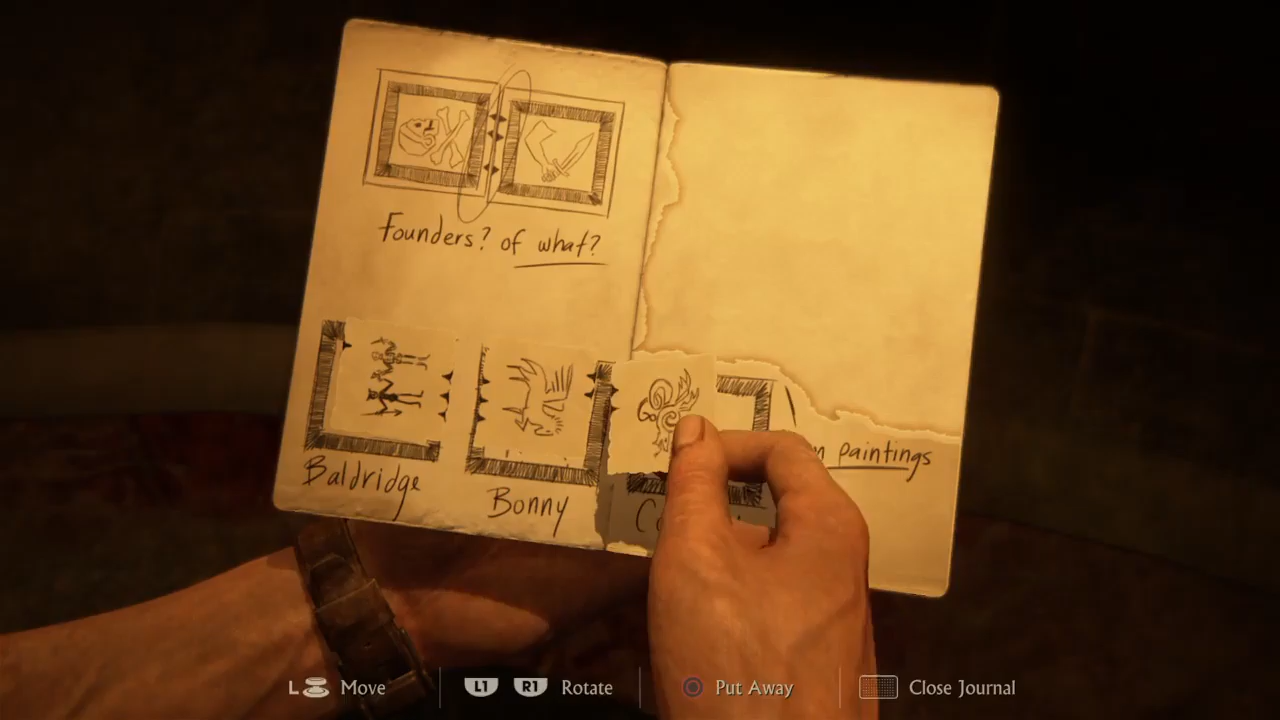 Founders? of what?
paintings
Baldridge
Bonny
L Move L1 R1 Rotate Put Away Close Journal